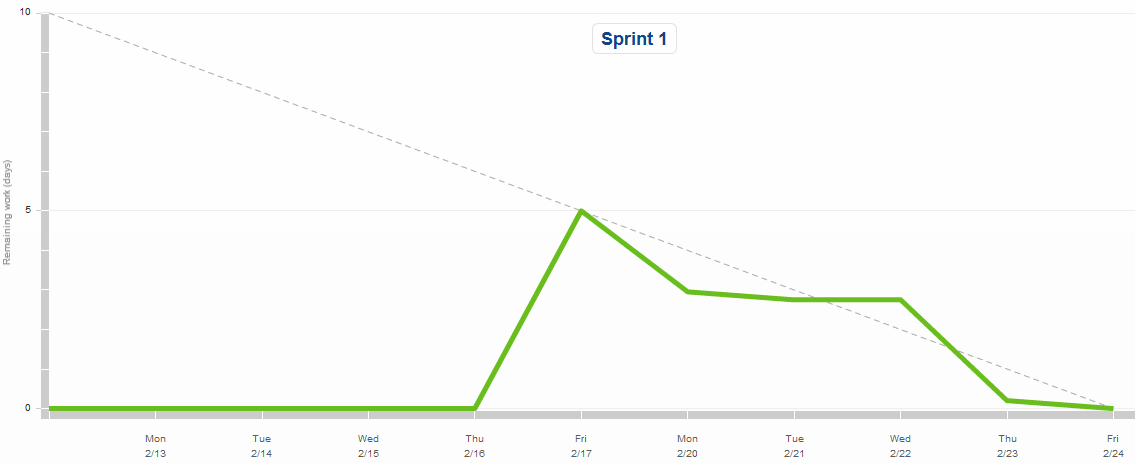 10
Sprint 1
Remaining work (days)
5
0
Mon Tue Wed Thu Fri Mon Tue Wed Thu Fri
2/13 2/14 2/15 2/16 2/17 2/20 2/21 2/22 2/23 2/24